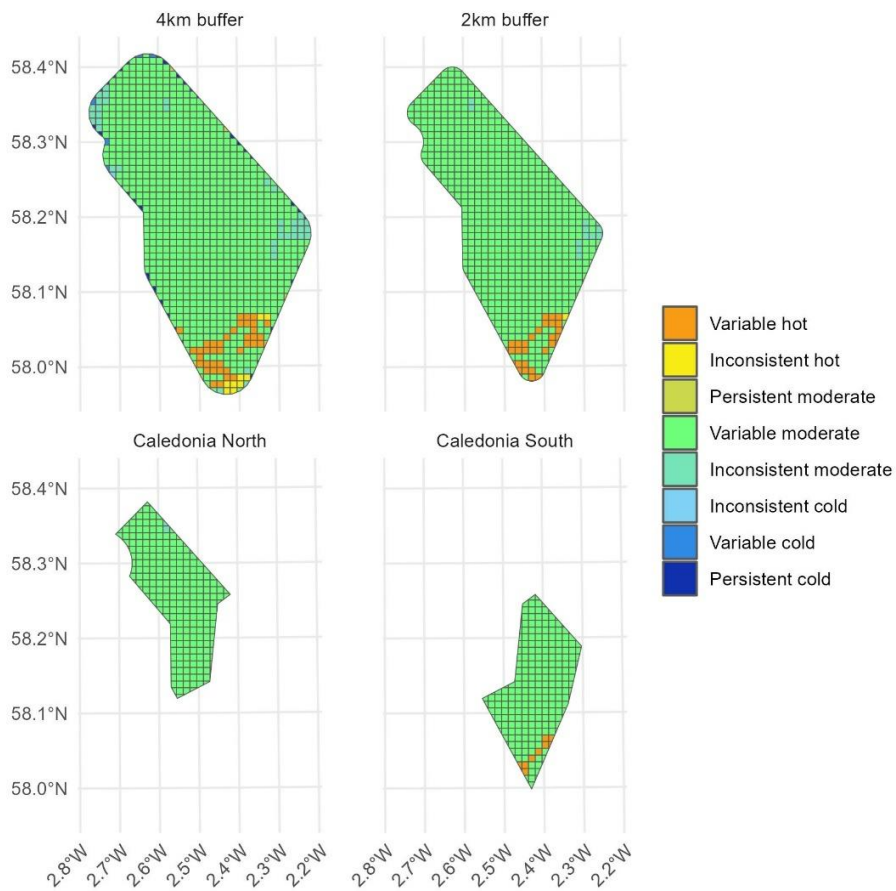 4km buffer
2km buffer
58.4°N
58.3°N
58.2°N
58.1°N
58.0°N
Caledonia North
Caledonia South
58.4°N
58.3°N
58.2°N
58.1°N
58.0°N
2.8°W
2.7°W
2.6°W
2.5°W
2.4°W
2.3°W
2.2°W
2.8°W
2.7°W
2.6°W
2.5°W
2.4°W
2.3°W
2.2°W
Variable hot
Inconsistent hot
Persistent moderate
Variable moderate
Inconsistent moderate
Inconsistent cold
Variable cold
Persistent cold